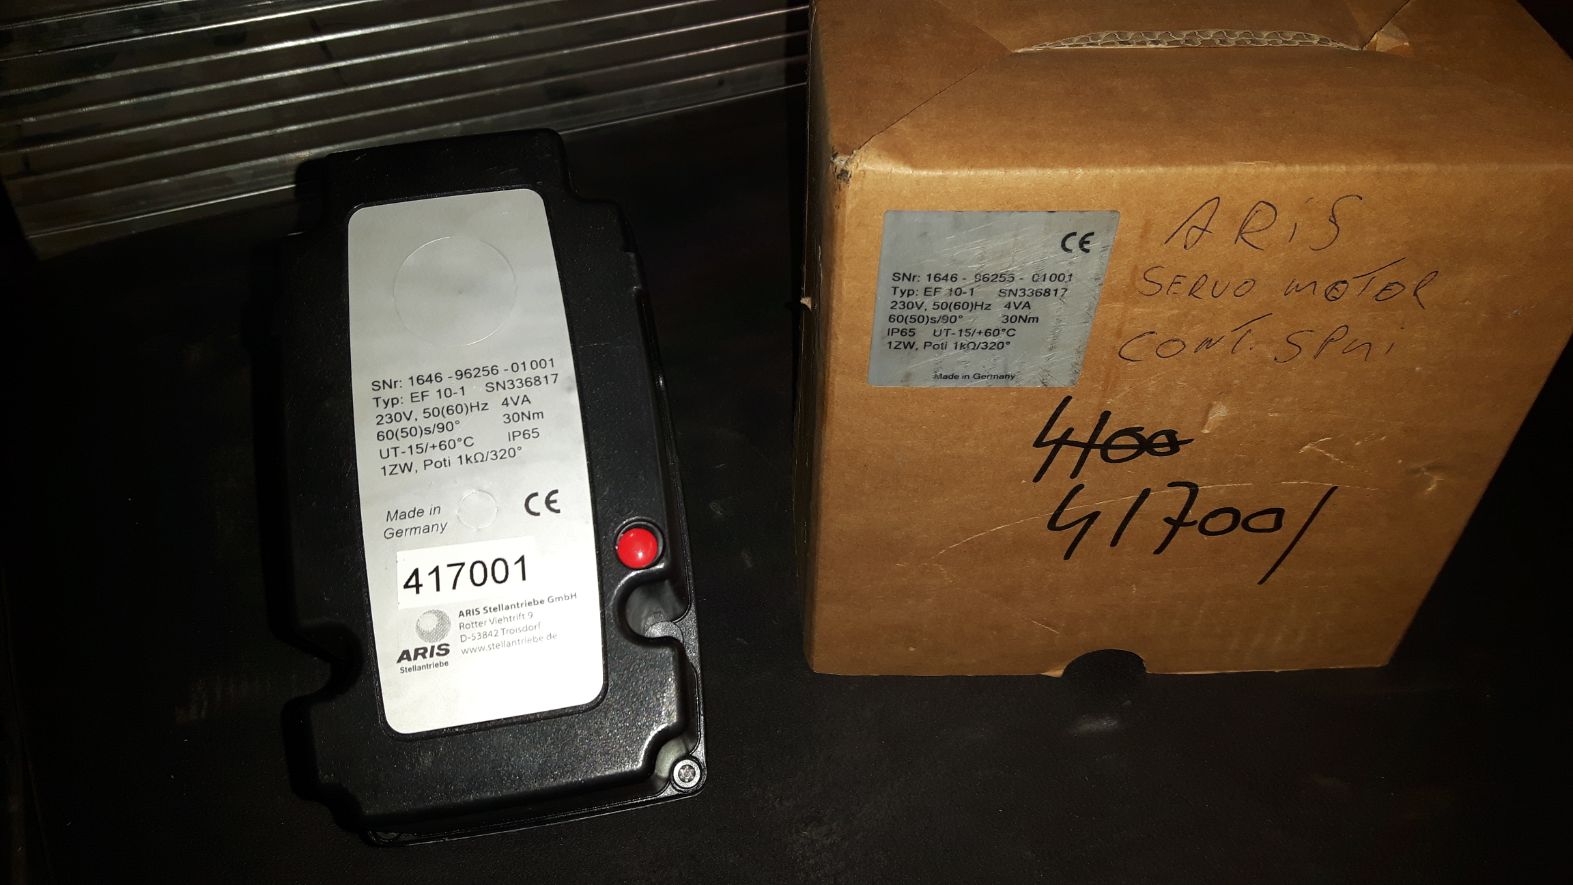 SNr: 1646 - 96256 - 01001
Typ: EF 10-1 SN336817
230V, 50(60)Hz 4VA
60(50)s/90° 30Nm
UT-15/+60°C IP65
1ZW, Poti 1kΩ/320°
Made in
Germany
CE
417001
ARIS Stellantriebe GmbH
Rotter Viehtrift 9
D-53842 Troisdorf
www.stellantriebe.de
ARIS
Stellantriebe
CE
SNr: 1646 - 96255 - 01001
Typ: EF 10-1 SN336817
230V, 50(60)Hz 4VA
60(50)s/90° 30Nm
IP65 UT-15/+60°C
1ZW, Poti 1kΩ/320°
Made in Germany
ARiS
SERVO MOTOR
CONT.
4100
41700/